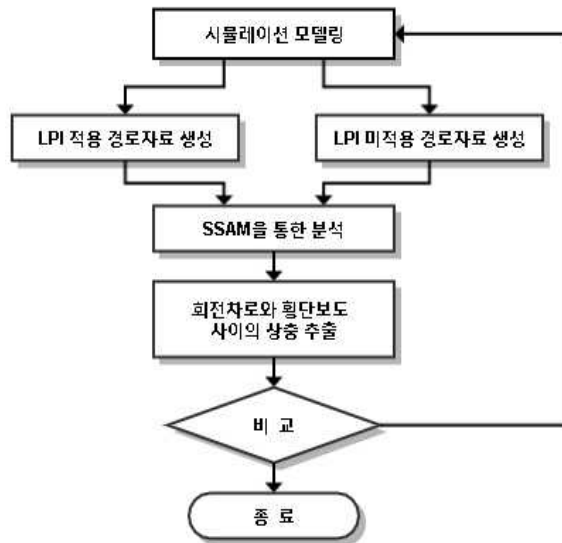 시뮬레이션 모델링
LPI 적용 경로자료 생성
LPI 미적용 경로자료 생성
SSAM을 통한 분석
회전차로와 횡단보도
사이의 상충 추출
비 교
종 료